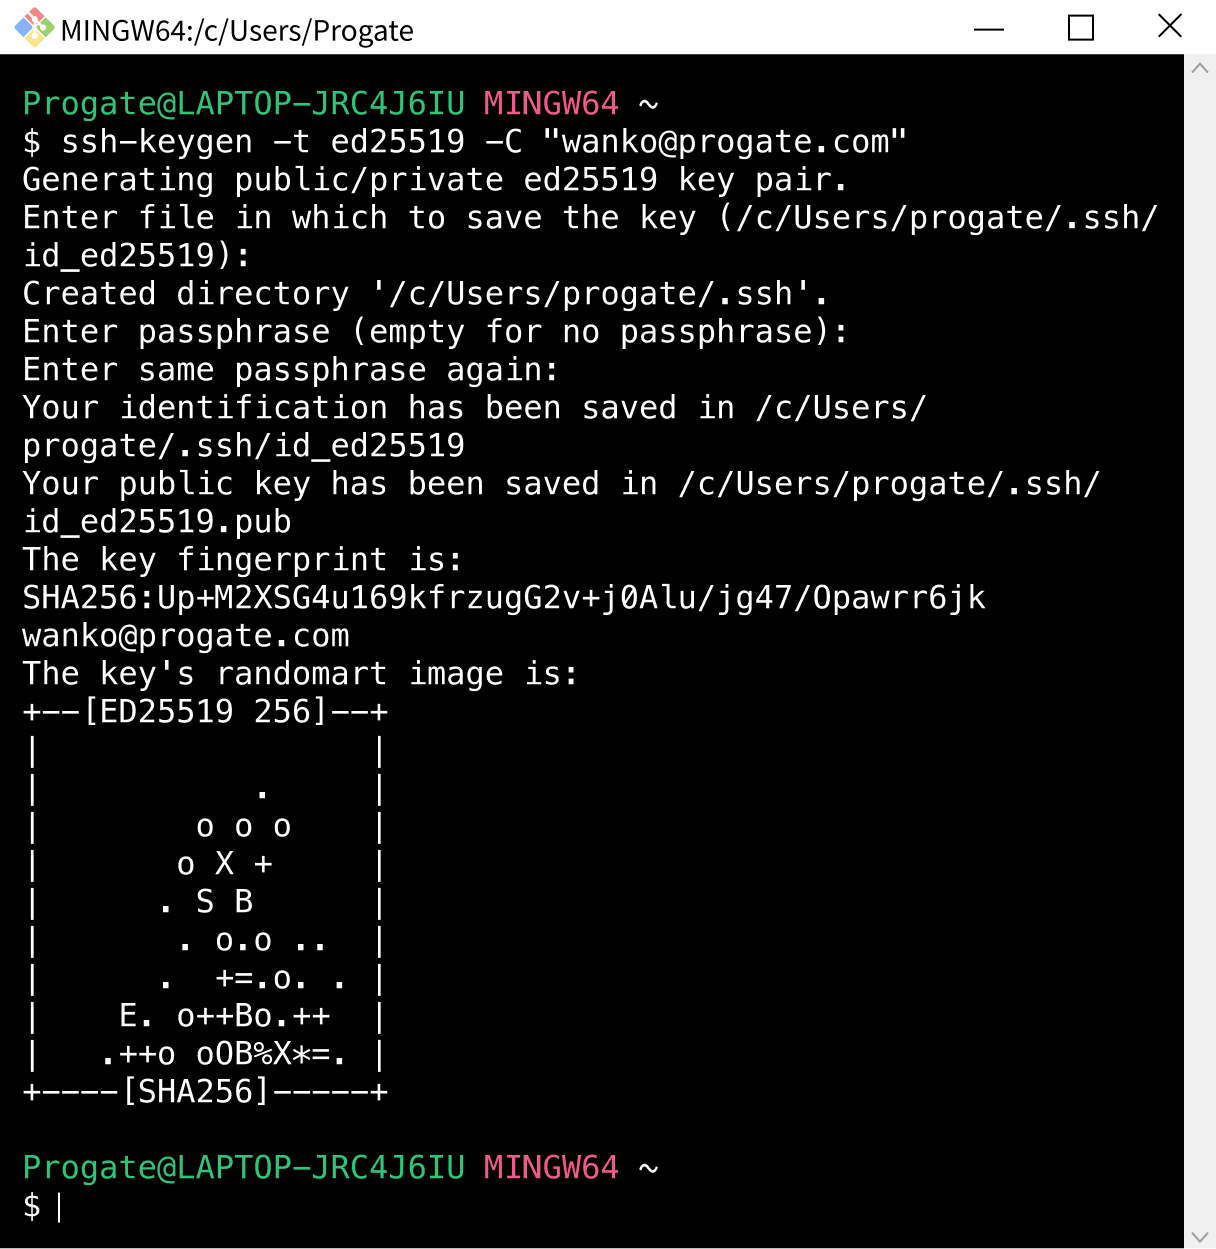 MINGW64:/c/Users/Progate
Progate@LAPTOP-JRC4J6IU MINGW64 ~
$ ssh-keygen -t ed25519 -C "wanko@progate.com"
Generating public/private ed25519 key pair.
Enter file in which to save the key (/c/Users/progate/.ssh/
id_ed25519):
Created directory '/c/Users/progate/.ssh'.
Enter passphrase (empty for no passphrase):
Enter same passphrase again:
Your identification has been saved in /c/Users/
progate/.ssh/id_ed25519
Your public key has been saved in /c/Users/progate/.ssh/
id_ed25519.pub
The key fingerprint is:
SHA256:Up+M2XSG4u169kfrzugG2v+j0Alu/jg47/Opawrr6jk
wanko@progate.com
The key's randomart image is:
+--[ED25519 256]--+
|                 |
|           .     |
|        o o o    |
|       o X +     |
|      . S B      |
|       . o.o ..  |
|      .  +=.o. . |
|    E. o++Bo.++  |
|   .++o oOB%X*=. |
+----[SHA256]-----+
Progate@LAPTOP-JRC4J6IU MINGW64 ~
$